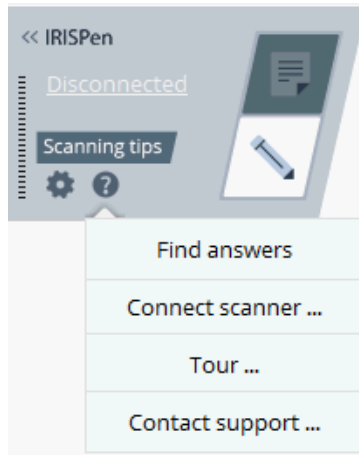 << IRISPen
Disconnected
Scanning tips
Find answers
Connect scanner ...
Tour ...
Contact support ...